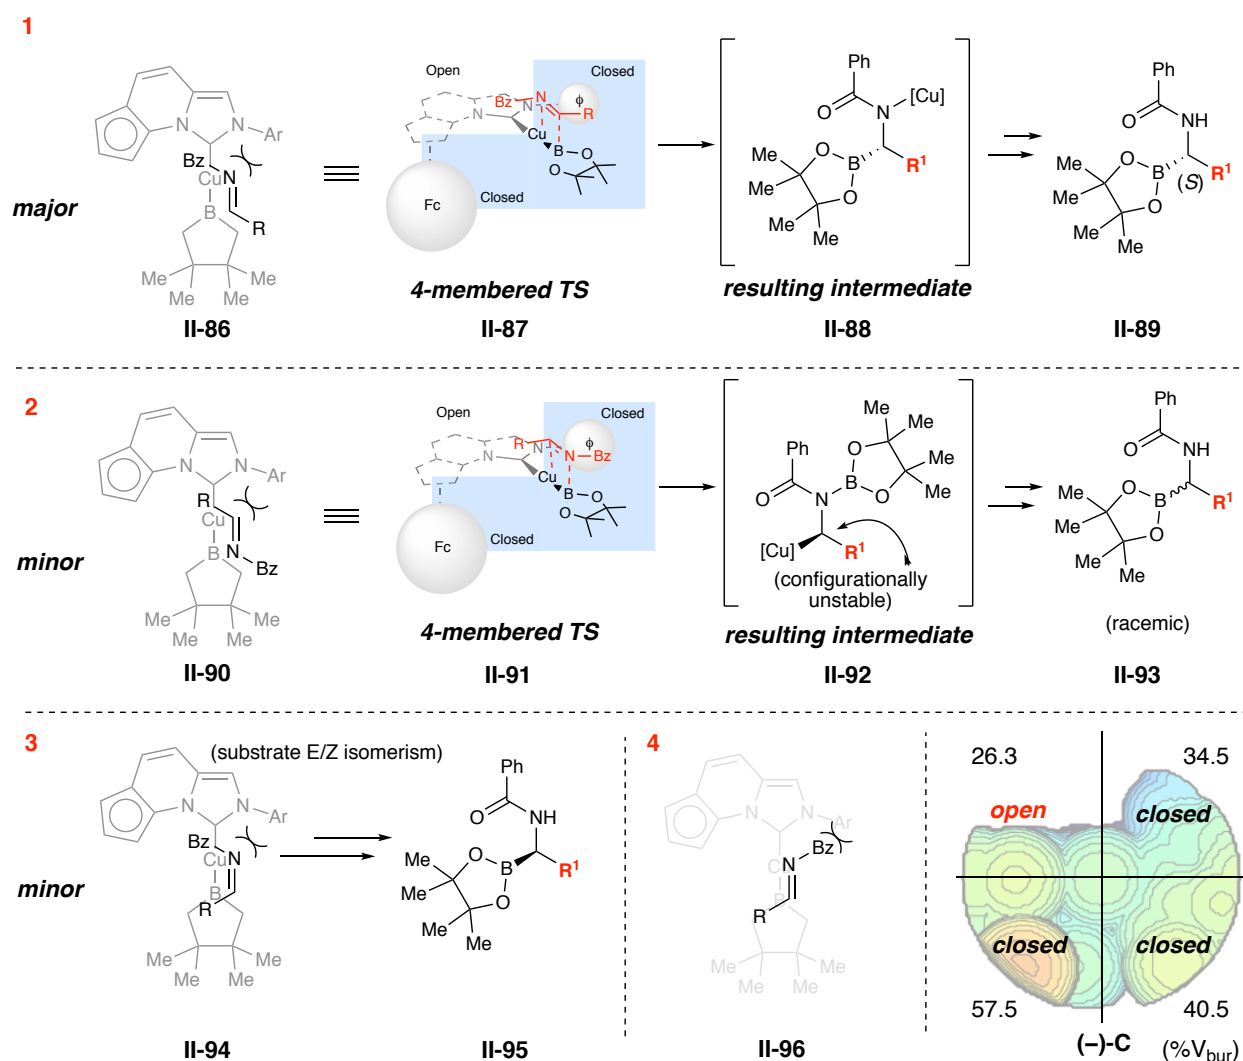 1
major
N
N
Ar
Bz
Cu
N
B
R
Me
Me
Me
Me
II-86
Open
Closed
Bz
N
N
N
ϕ
R
Cu
B
O
O
Fc
Closed
4-membered TS
II-87
Ph
O
N
[Cu]
Me
Me
Me
Me
O
B
O
R¹
resulting intermediate
II-88
Ph
O
NH
Me
Me
Me
Me
O
B
O
(S)
R¹
II-89
2
minor
N
N
Ar
R
Cu
B
N
Bz
Me
Me
Me
Me
II-90
Open
Closed
R
N
N
N
ϕ
Bz
Cu
B
O
O
Fc
Closed
4-membered TS
II-91
Ph
O
N
B
O
O
Me
Me
Me
Me
[Cu]
R¹
(configurationally
unstable)
resulting intermediate
II-92
Ph
O
NH
Me
Me
Me
Me
O
B
O
R¹
(racemic)
II-93
3
(substrate E/Z isomerism)
minor
N
N
Ar
Bz
Cu
N
B
R
Me
Me
Me
Me
II-94
Ph
O
NH
Me
Me
Me
Me
O
B
O
R¹
II-95
4
N
N
Ar
Bz
C
N
B
R
Me
Me
Me
Me
II-96
26.3
34.5
open
closed
closed
closed
57.5
40.5
(–)-C
(%Vbur)